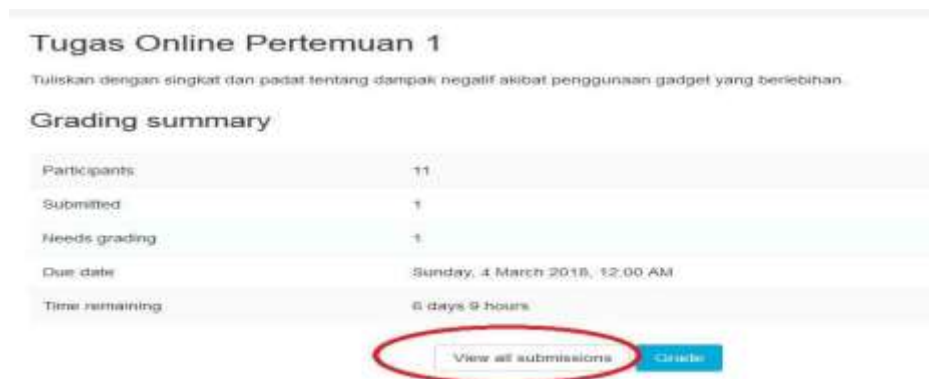 Tugas Online Pertemuan 1
Tuliskan dengan singkat dan padat tentang dampak negatif akibat penggunaan gadget yang berlebihan.
Grading summary
Participants 11
Submitted 1
Needs grading 1
Due date Sunday, 4 March 2018, 12:00 AM
Time remaining 6 days 9 hours
View all submissions Grade